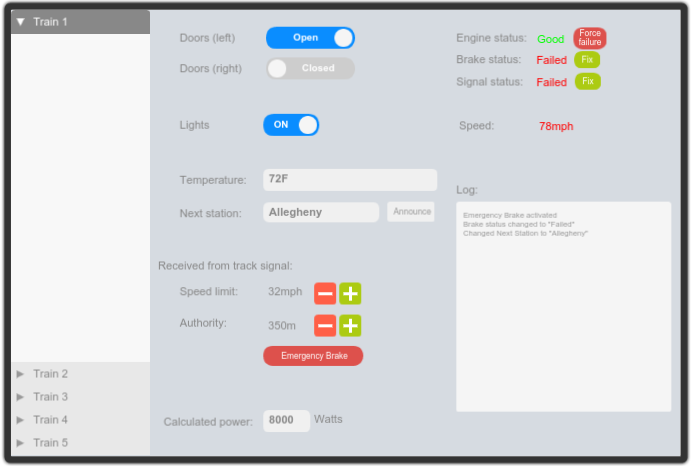 Train 1
Doors (left) Open
Doors (right) Closed
Lights ON
Temperature: 72F
Next station: Allegheny Announce
Received from track signal:
Speed limit: 32mph
Authority: 350m
Emergency Brake
Calculated power: 8000 Watts
Engine status: Good Force failure
Brake status: Failed Fix
Signal status: Failed Fix
Speed: 78mph
Log:
Emergency Brake activated
Brake status changed to "Failed"
Changed Next Station to "Allegheny"
Train 2
Train 3
Train 4
Train 5